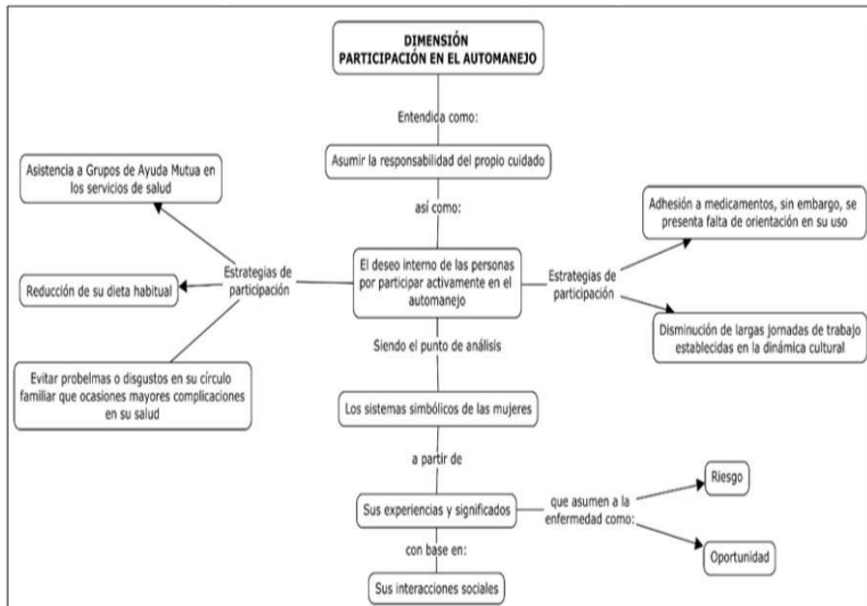 DIMENSIÓN
PARTICIPACIÓN EN EL AUTOMANEJO
Entendida como:
Asumir la responsabilidad del propio cuidado
así como:
El deseo interno de las personas
por participar activamente en el
automanejo
Estrategias de
participación
Asistencia a Grupos de Ayuda Mutua en
los servicios de salud
Reducción de su dieta habitual
Evitar probelmas o disgustos en su círculo
familiar que ocasiones mayores complicaciones
en su salud
Estrategias de
participación
Adhesión a medicamentos, sin embargo, se
presenta falta de orientación en su uso
Disminución de largas jornadas de trabajo
establecidas en la dinámica cultural
Siendo el punto de análisis
Los sistemas simbólicos de las mujeres
a partir de
Sus experiencias y significados
que asumen a la
enfermedad como:
Riesgo
Oportunidad
con base en:
Sus interacciones sociales